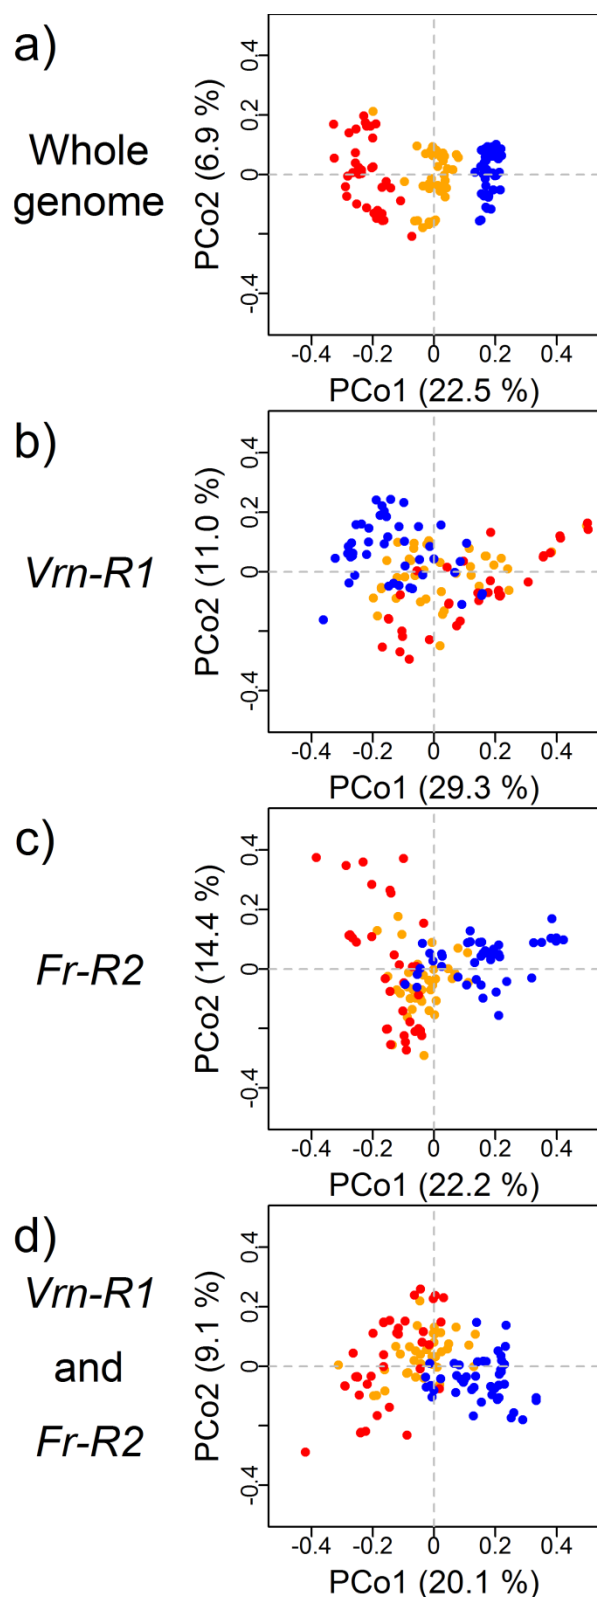 a)
Whole
genome
PCo2 (6.9 %)
0.4
0.2
0
-0.4
-0.4
-0.2
0
0.2
0.4
PCo1 (22.5 %)
b)
Vrn-R1
PCo2 (11.0 %)
0.4
0.2
0
-0.4
-0.4
-0.2
0
0.2
0.4
PCo1 (29.3 %)
c)
Fr-R2
PCo2 (14.4 %)
0.4
0.2
0
-0.4
-0.4
-0.2
0
0.2
0.4
PCo1 (22.2 %)
d)
Vrn-R1
and
Fr-R2
PCo2 (9.1 %)
0.4
0.2
0
-0.4
-0.4
-0.2
0
0.2
0.4
PCo1 (20.1 %)